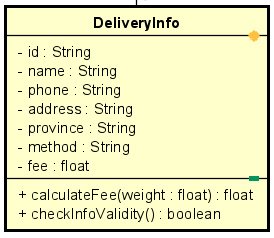 DeliveryInfo
- id : String
- name : String
- phone : String
- address : String
- province : String
- method : String
- fee : float
+ calculateFee(weight : float) : float
+ checkInfoValidity() : boolean